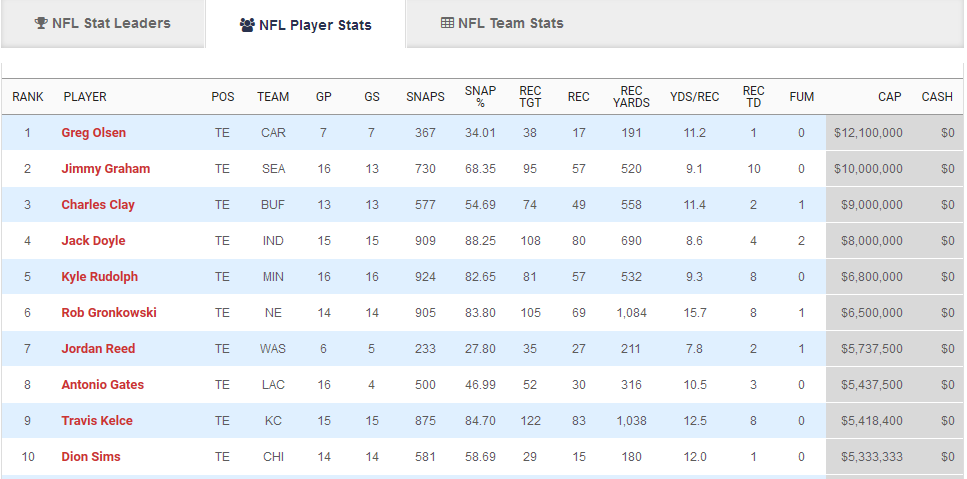 NFL Stat Leaders NFL Player Stats NFL Team Stats
RANK PLAYER POS TEAM GP GS SNAPS SNAP % REC TGT REC REC YARDS YDS/REC REC TD FUM CAP CASH
1 Greg Olsen TE CAR 7 7 367 34.01 38 17 191 11.2 1 0 $12,100,000 $0
2 Jimmy Graham TE SEA 16 13 730 68.35 95 57 520 9.1 10 0 $10,000,000 $0
3 Charles Clay TE BUF 13 13 577 54.69 74 49 558 11.4 2 1 $9,000,000 $0
4 Jack Doyle TE IND 15 15 909 88.25 108 80 690 8.6 4 2 $8,000,000 $0
5 Kyle Rudolph TE MIN 16 16 924 82.65 81 57 532 9.3 8 0 $6,800,000 $0
6 Rob Gronkowski TE NE 14 14 905 83.80 105 69 1,084 15.7 8 1 $6,500,000 $0
7 Jordan Reed TE WAS 6 5 233 27.80 35 27 211 7.8 2 1 $5,737,500 $0
8 Antonio Gates TE LAC 16 4 500 46.99 52 30 316 10.5 3 0 $5,437,500 $0
9 Travis Kelce TE KC 15 15 875 84.70 122 83 1,038 12.5 8 0 $5,418,400 $0
10 Dion Sims TE CHI 14 14 581 58.69 29 15 180 12.0 1 0 $5,333,333 $0